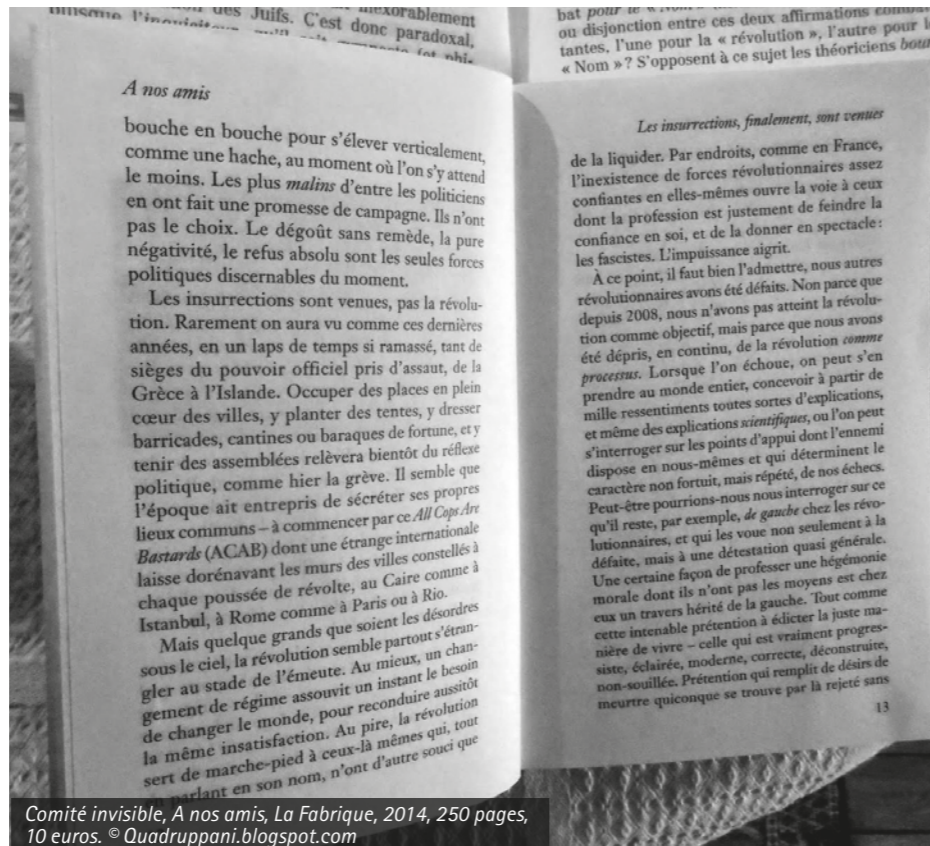 inexorablement
des Juifs. C'est donc paradoxal,
bat pour le « Nom »
ou disjonction entre ces deux affirmations
tantes, l'une pour la « révolution », l'autre pour
« Nom » ? S'opposent à ce sujet les théoriciens
A nos amis
bouche en bouche pour s'élever verticalement,
comme une hache, au moment où l'on s'y attend
le moins. Les plus malins d'entre les politiciens
en ont fait une promesse de campagne. Ils n'ont
pas le choix. Le dégoût sans remède, la pure
négativité, le refus absolu sont les seules forces
politiques discernables du moment.
Les insurrections sont venues, pas la révolu-
tion. Rarement on aura vu comme ces dernières
années, en un laps de temps si ramassé, tant de
sièges du pouvoir officiel pris d'assaut, de la
Grèce à l'Islande. Occuper des places en plein
cœur des villes, y planter des tentes, y dresser
barricades, cantines ou baraques de fortune, et y
tenir des assemblées relèvera bientôt du réflexe
politique, comme hier la grève. Il semble que
l'époque ait entrepris de sécréter ses propres
lieux communs – à commencer par ce All Cops Are
Bastards (ACAB) dont une étrange internationale
laisse dorénavant les murs des villes constellés à
chaque poussée de révolte, au Caire comme à
Istanbul, à Rome comme à Paris ou à Rio.
Mais quelque grands que soient les désordres
sous le ciel, la révolution semble partout s'étran-
gler au stade de l'émeute. Au mieux, un chan-
gement de régime assouvit un instant le besoin
de changer le monde, pour reconduire aussitôt
la même insatisfaction. Au pire, la révolution
sert de marche-pied à ceux-là mêmes qui, tout
en parlant en son nom, n'ont d'autre souci que
Les insurrections, finalement, sont venues
de la liquider. Par endroits, comme en France,
l'inexistence de forces révolutionnaires assez
confiantes en elles-mêmes ouvre la voie à ceux
dont la profession est justement de feindre la
confiance en soi, et de la donner en spectacle :
les fascistes. L'impuissance aigrit.
À ce point, il faut bien l'admettre, nous autres
révolutionnaires avons été défaits. Non parce que
depuis 2008, nous n'avons pas atteint la révolu-
tion comme objectif, mais parce que nous avons
été dépris, en continu, de la révolution comme
processus. Lorsque l'on échoue, on peut s'en
prendre au monde entier, concevoir à partir de
mille ressentiments toutes sortes d'explications,
et même des explications scientifiques, ou l'on peut
s'interroger sur les points d'appui dont l'ennemi
dispose en nous-mêmes et qui déterminent le
caractère non fortuit, mais répété, de nos échecs.
Peut-être pourrions-nous nous interroger sur ce
qu'il reste, par exemple, de gauche chez les révo-
lutionnaires, et qui les voue non seulement à la
défaite, mais à une détestation quasi générale.
Une certaine façon de professer une hégémonie
morale dont ils n'ont pas les moyens est chez
eux un travers hérité de la gauche. Tout comme
cette intenable prétention à édicter la juste ma-
nière de vivre – celle qui est vraiment progres-
siste, éclairée, moderne, correcte, déconstruite,
non-souillée. Prétention qui remplit de désirs de
meurtre quiconque se trouve par là rejeté sans
13
Comité invisible, A nos amis, La Fabrique, 2014, 250 pages,
10 euros. © Quadruppani.blogspot.com